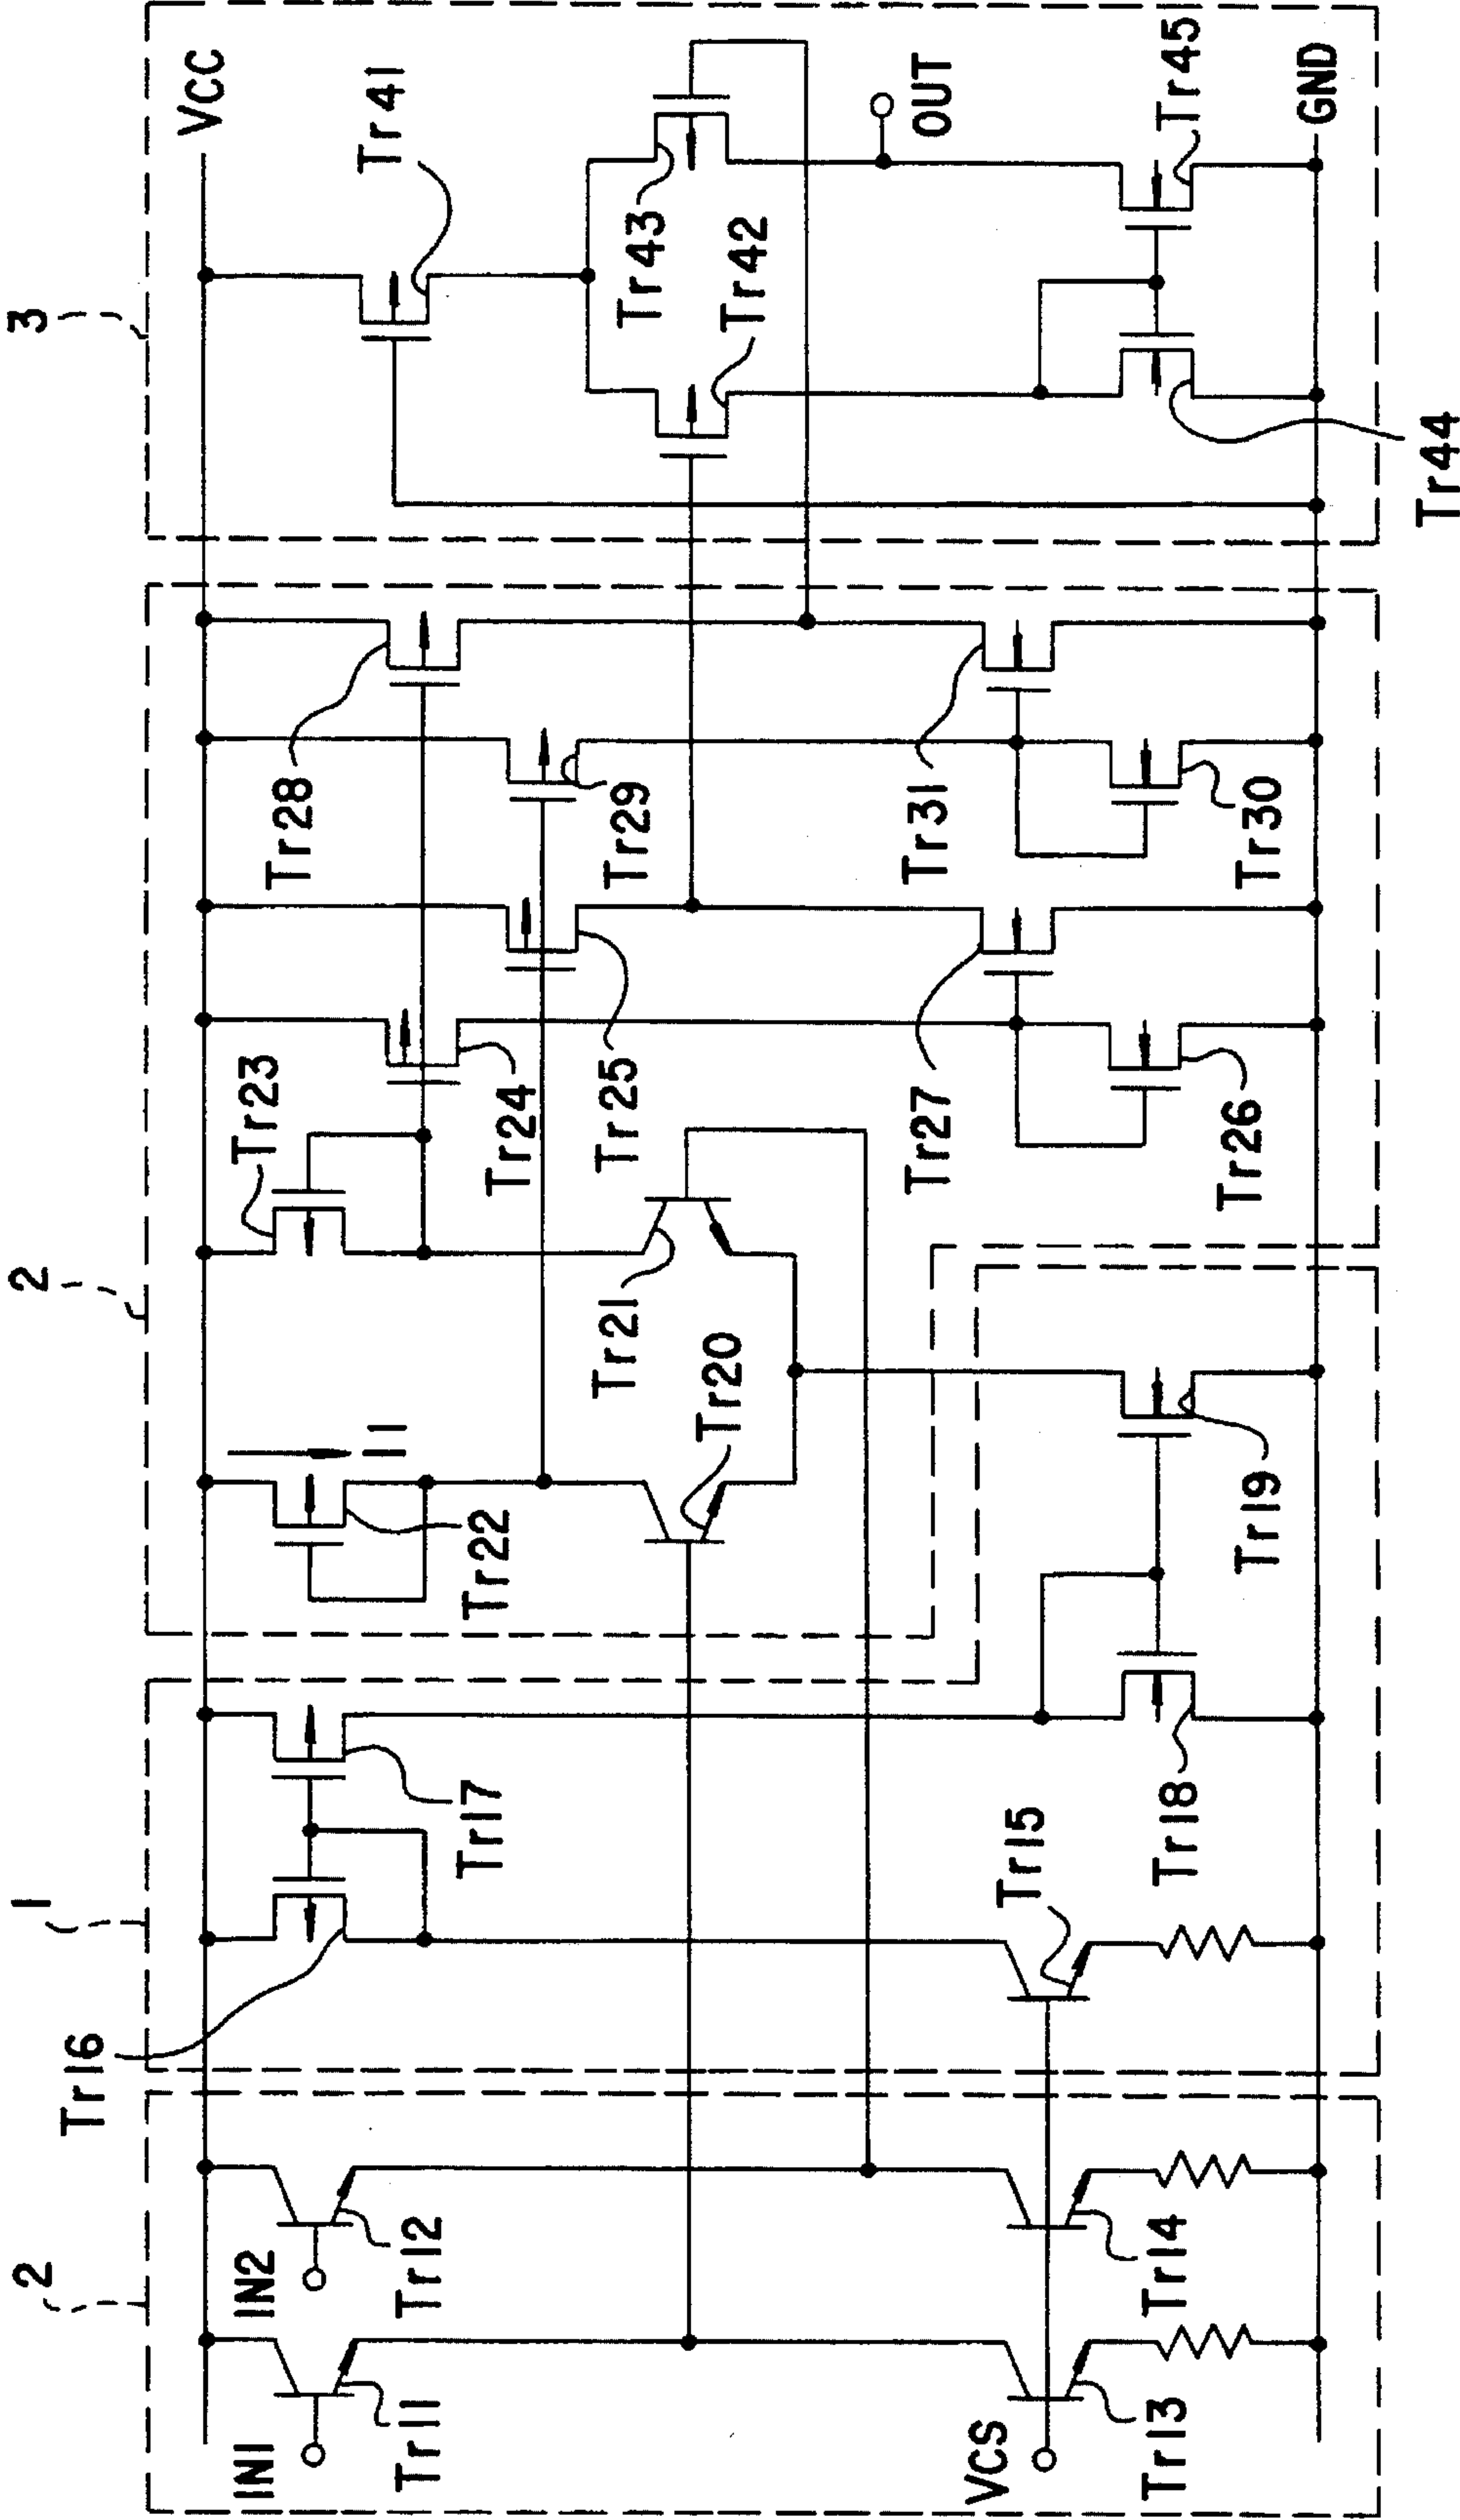 2
1
2
3
IN1
IN2
Tr11
Tr12
VCS
Tr13
Tr14
Tr16
Tr17
Tr15
Tr18
Tr19
Tr22
I1
Tr20
Tr21
Tr23
Tr24
Tr25
Tr26
Tr27
Tr28
Tr29
Tr30
Tr31
VCC
Tr41
Tr42
Tr43
OUT
Tr44
Tr45
GND